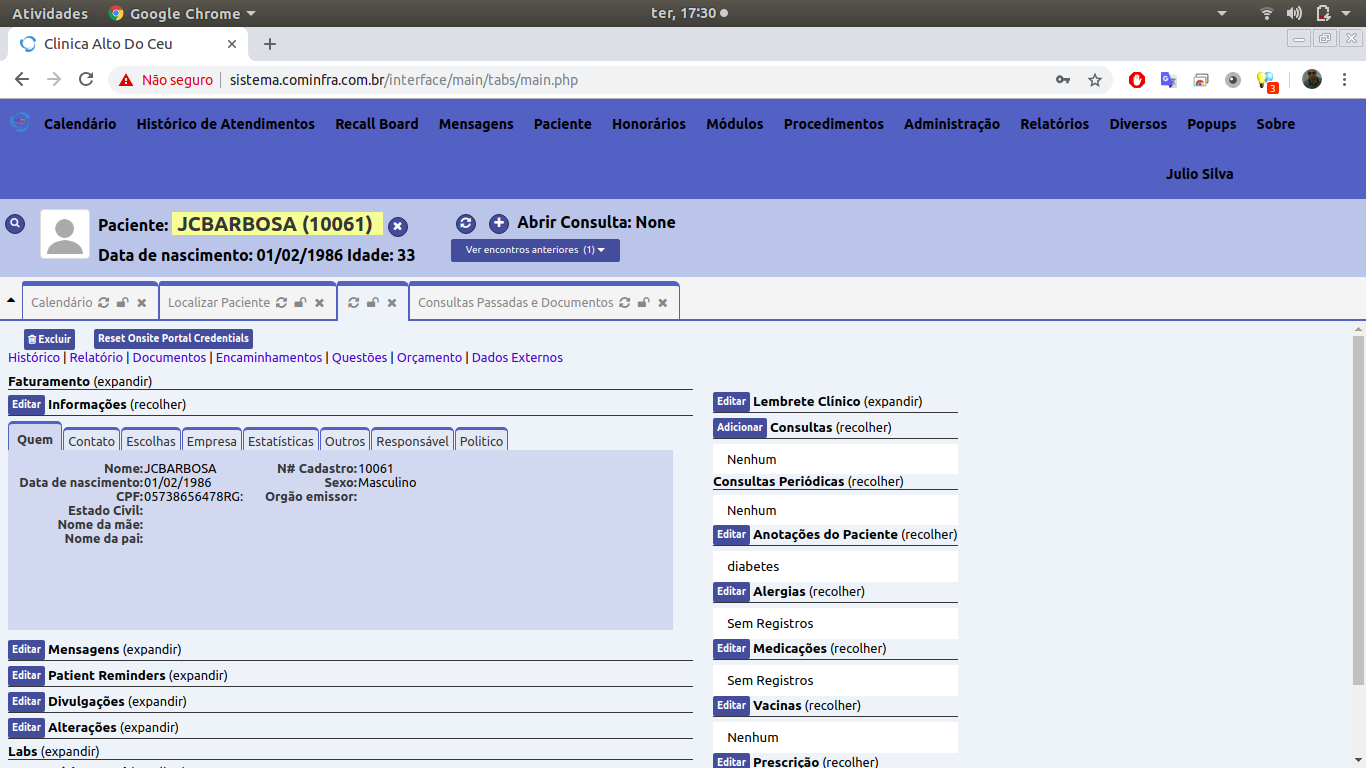 Atividades Google Chrome ter, 17:30
Clinica Alto Do Ceu
Não seguro sistema.cominfra.com.br/interface/main/tabs/main.php 3
Calendário Histórico de Atendimentos Recall Board Mensagens Paciente Honorários Módulos Procedimentos Administração Relatórios Diversos Popups Sobre
Julio Silva
Paciente: JCBARBOSA (10061) Abrir Consulta: None
Data de nascimento: 01/02/1986 Idade: 33 Ver encontros anteriores (1)
Calendário Localizar Paciente Consultas Passadas e Documentos
Excluir Reset Onsite Portal Credentials
Histórico | Relatório | Documentos | Encaminhamentos | Questões | Orçamento | Dados Externos
Faturamento (expandir)
Editar Informações (recolher)
Quem Contato Escolhas Empresa Estatísticas Outros Responsável Politico
Nome: JCBARBOSA N# Cadastro: 10061
Data de nascimento: 01/02/1986 Sexo: Masculino
CPF: 05738656478RG: Orgão emissor:
Estado Civil:
Nome da mãe:
Nome da pai:
Editar Mensagens (expandir)
Editar Patient Reminders (expandir)
Editar Divulgações (expandir)
Editar Alterações (expandir)
Labs (expandir)
Editar Lembrete Clínico (expandir)
Adicionar Consultas (recolher)
Nenhum
Consultas Periódicas (recolher)
Nenhum
Editar Anotações do Paciente (recolher)
diabetes
Editar Alergias (recolher)
Sem Registros
Editar Medicações (recolher)
Sem Registros
Editar Vacinas (recolher)
Nenhum
Editar Prescrição (recolher)